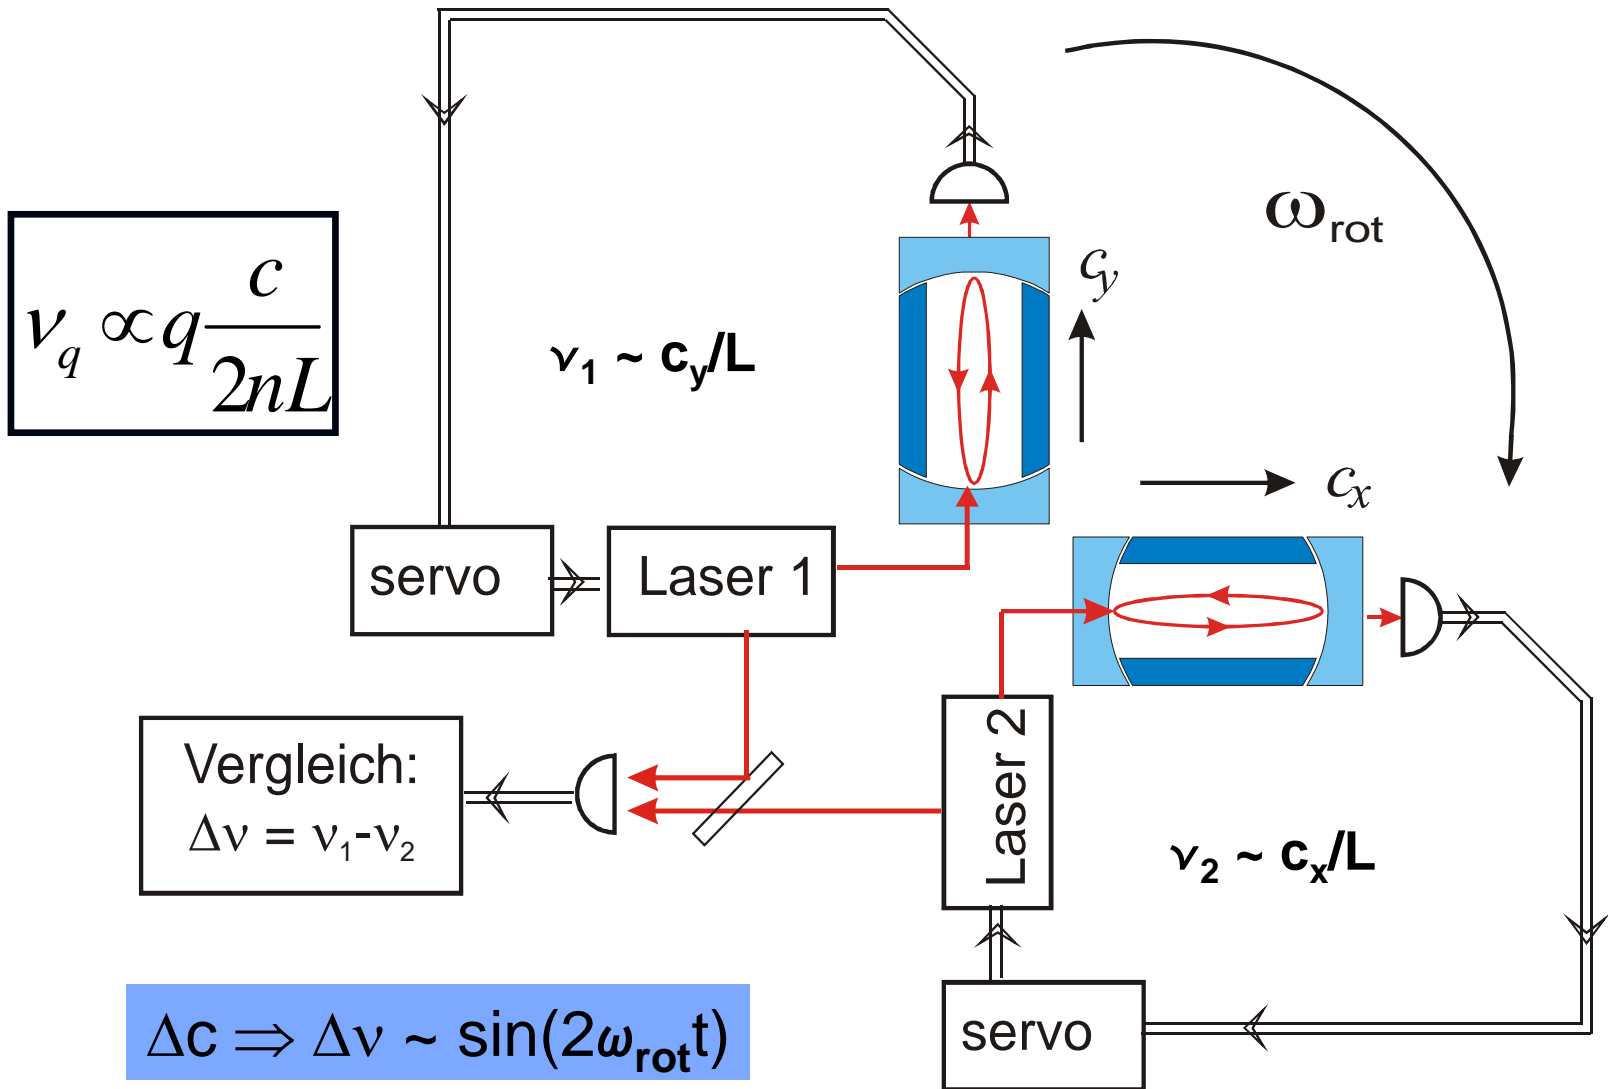 ω_rot
c_y
ν_q ∝ q c/2nL
ν₁ ~ c_y/L
c_x
servo
Laser 1
Laser 2
Vergleich:
Δν = ν₁-ν₂
ν₂ ~ c_x/L
servo
Δc ⇒ Δν ~ sin(2ω_rot t)